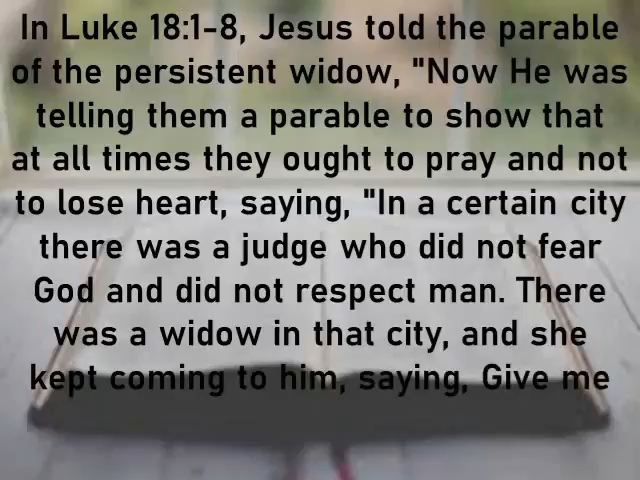 In Luke 18:1-8, Jesus told the parable
of the persistent widow, "Now He was
telling them a parable to show that
at all times they ought to pray and not
to lose heart, saying, "In a certain city
there was a judge who did not fear
God and did not respect man. There
was a widow in that city, and she
kept coming to him, saying, Give me